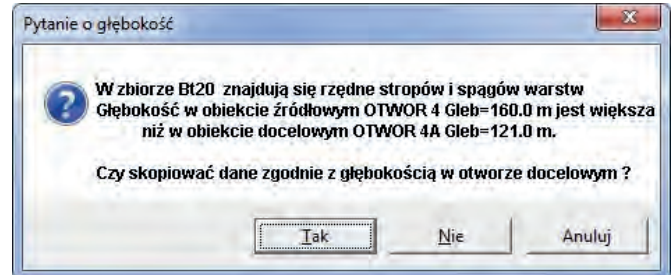 Pytanie o głębokość
W zbiorze Bt20 znajdują się rzędne stropów i spągów warstw
Głębokość w obiekcie źródłowym OTWOR 4 Gleb=160.0 m jest większa
niż w obiekcie docelowym OTWOR 4A Gleb=121.0 m.
Czy skopiować dane zgodnie z głębokością w otworze docelowym ?
Tak Nie Anuluj